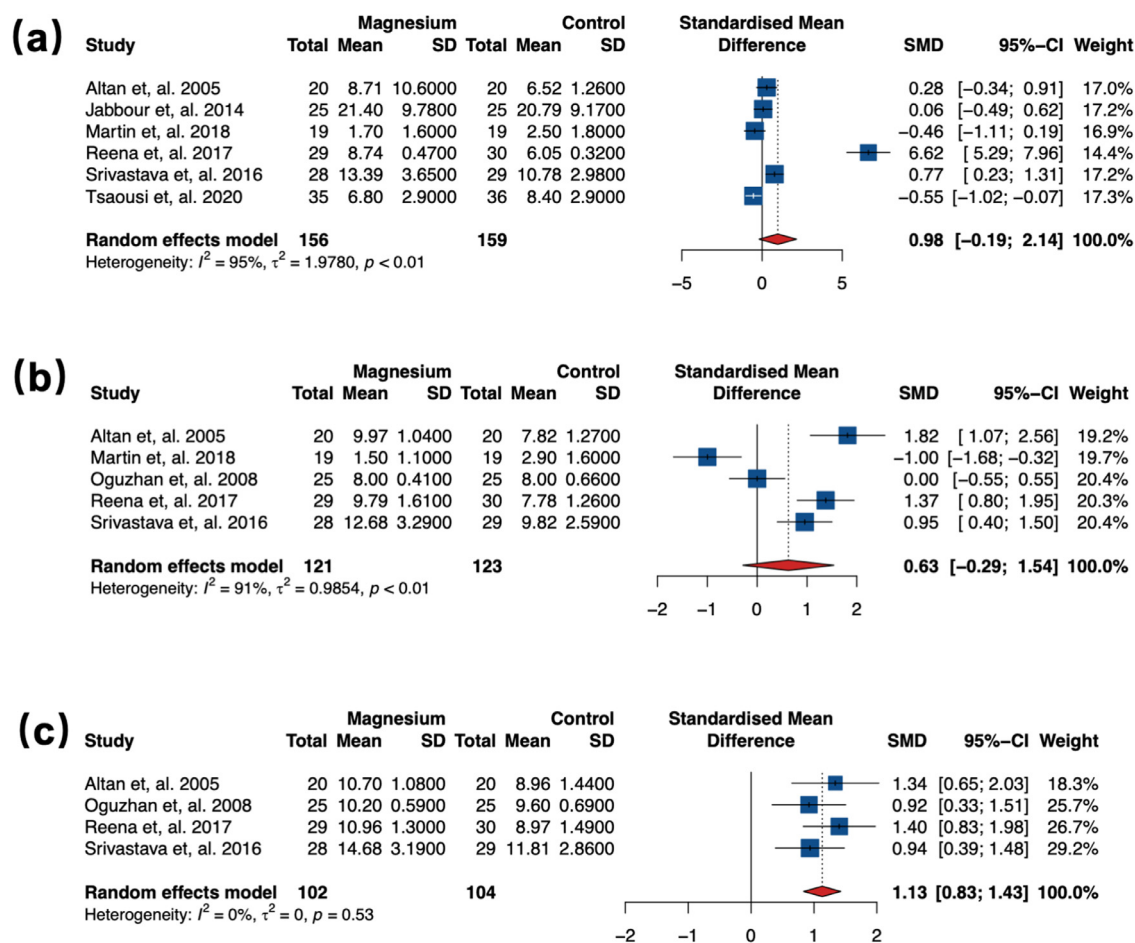 (a)
Magnesium Control Standardised Mean
Study Total Mean SD Total Mean SD Difference SMD 95%−CI Weight
Altan et, al. 2005 20 8.71 10.6000 20 6.52 1.2600 0.28 [−0.34; 0.91] 17.0%
Jabbour et, al. 2014 25 21.40 9.7800 25 20.79 9.1700 0.06 [−0.49; 0.62] 17.2%
Martin et, al. 2018 19 1.70 1.6000 19 2.50 1.8000 −0.46 [−1.11; 0.19] 16.9%
Reena et, al. 2017 29 8.74 0.4700 30 6.05 0.3200 6.62 [ 5.29; 7.96] 14.4%
Srivastava et, al. 2016 28 13.39 3.6500 29 10.78 2.9800 0.77 [ 0.23; 1.31] 17.2%
Tsaousi et, al. 2020 35 6.80 2.9000 36 8.40 2.9000 −0.55 [−1.02; −0.07] 17.3%
Random effects model 156 159 0.98 [−0.19; 2.14] 100.0%
Heterogeneity: I² = 95%, τ² = 1.9780, p < 0.01
−5 0 5
(b)
Magnesium Control Standardised Mean
Study Total Mean SD Total Mean SD Difference SMD 95%−CI Weight
Altan et, al. 2005 20 9.97 1.0400 20 7.82 1.2700 1.82 [ 1.07; 2.56] 19.2%
Martin et, al. 2018 19 1.50 1.1000 19 2.90 1.6000 −1.00 [−1.68; −0.32] 19.7%
Oguzhan et, al. 2008 25 8.00 0.4100 25 8.00 0.6600 0.00 [−0.55; 0.55] 20.4%
Reena et, al. 2017 29 9.79 1.6100 30 7.78 1.2600 1.37 [ 0.80; 1.95] 20.3%
Srivastava et, al. 2016 28 12.68 3.2900 29 9.82 2.5900 0.95 [ 0.40; 1.50] 20.4%
Random effects model 121 123 0.63 [−0.29; 1.54] 100.0%
Heterogeneity: I² = 91%, τ² = 0.9854, p < 0.01
−2 −1 0 1 2
(c)
Magnesium Control Standardised Mean
Study Total Mean SD Total Mean SD Difference SMD 95%−CI Weight
Altan et, al. 2005 20 10.70 1.0800 20 8.96 1.4400 1.34 [0.65; 2.03] 18.3%
Oguzhan et, al. 2008 25 10.20 0.5900 25 9.60 0.6900 0.92 [0.33; 1.51] 25.7%
Reena et, al. 2017 29 10.96 1.3000 30 8.97 1.4900 1.40 [0.83; 1.98] 26.7%
Srivastava et, al. 2016 28 14.68 3.1900 29 11.81 2.8600 0.94 [0.39; 1.48] 29.2%
Random effects model 102 104 1.13 [0.83; 1.43] 100.0%
Heterogeneity: I² = 0%, τ² = 0, p = 0.53
−2 −1 0 1 2